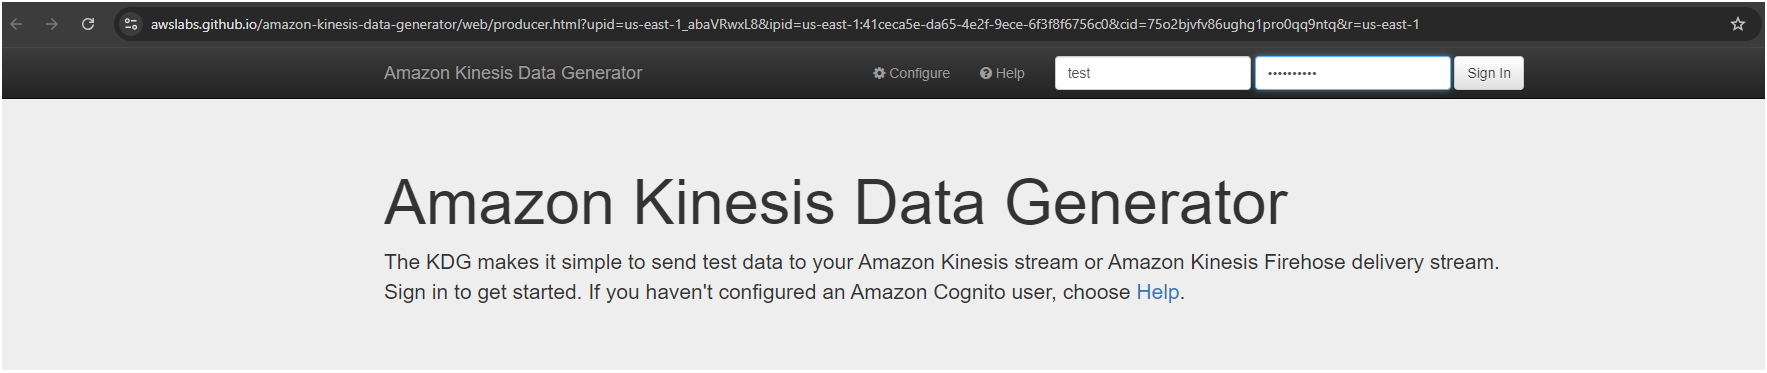 awslabs.github.io/amazon-kinesis-data-generator/web/producer.html?upid=us-east-1_abaVRwxL8&ipid=us-east-1:41ceca5e-da65-4e2f-9ece-6f3f8f6756c0&cid=75o2bjvfv86ughg1pro0qq9ntq&r=us-east-1
Amazon Kinesis Data Generator Configure Help test •••••••••• Sign In
Amazon Kinesis Data Generator
The KDG makes it simple to send test data to your Amazon Kinesis stream or Amazon Kinesis Firehose delivery stream.
Sign in to get started. If you haven't configured an Amazon Cognito user, choose Help.